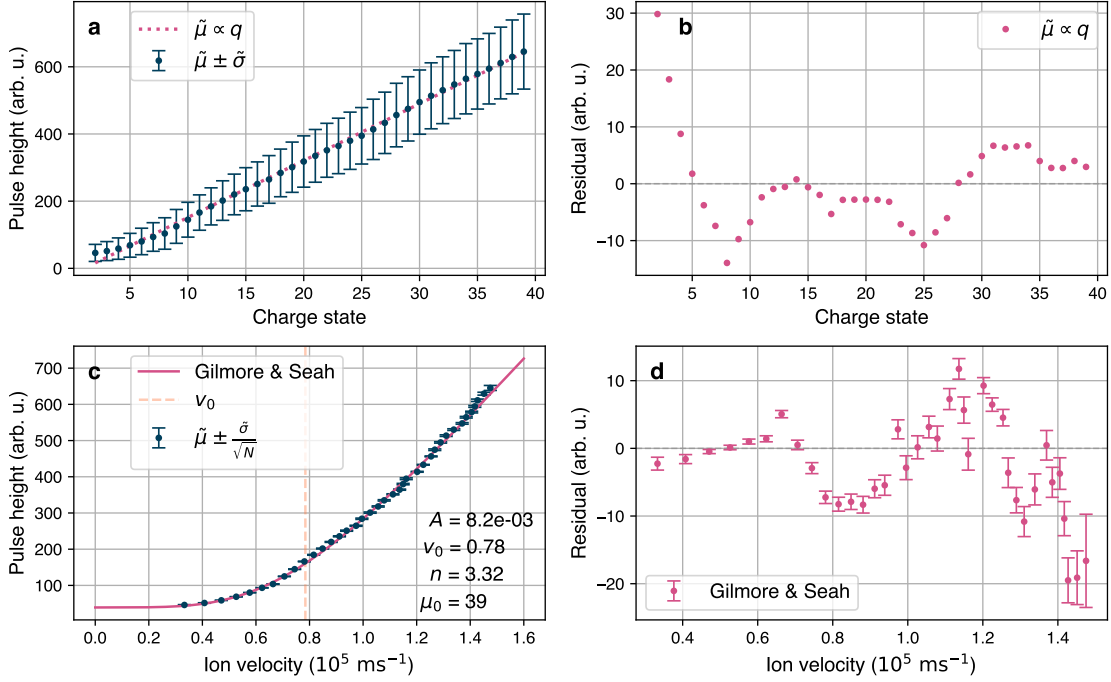 a
μ̃ ∝ q
μ̃ ± σ̃
Pulse height (arb. u.)
600
400
200
0
5 10 15 20 25 30 35 40
Charge state
b
μ̃ ∝ q
Residual (arb. u.)
30
20
10
0
−10
5 10 15 20 25 30 35 40
Charge state
c
Gilmore & Seah
v₀
μ̃ ± σ̃/√N
Pulse height (arb. u.)
700
600
500
400
300
200
100
A = 8.2e-03
v₀ = 0.78
n = 3.32
μ₀ = 39
0.0 0.2 0.4 0.6 0.8 1.0 1.2 1.4 1.6
Ion velocity (10⁵ ms⁻¹)
d
Residual (arb. u.)
10
0
−10
−20
Gilmore & Seah
0.4 0.6 0.8 1.0 1.2 1.4
Ion velocity (10⁵ ms⁻¹)